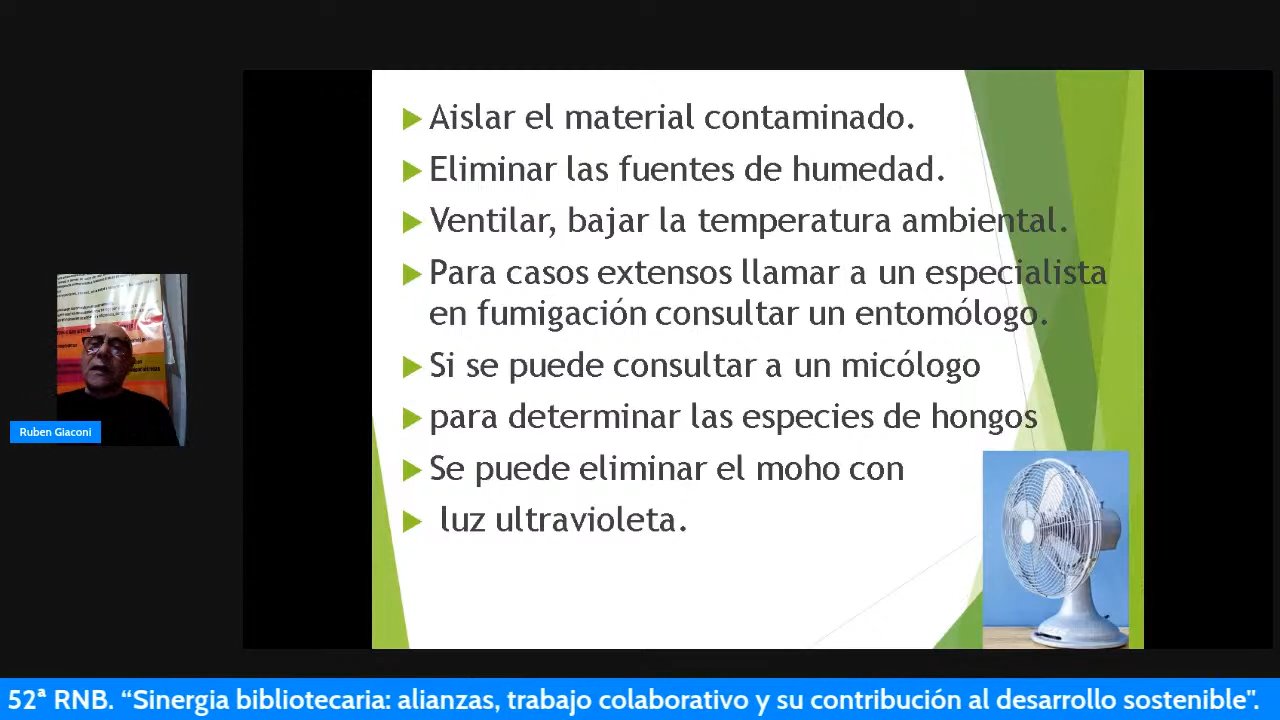 Aislar el material contaminado.
Eliminar las fuentes de humedad.
Ventilar, bajar la temperatura ambiental.
Para casos extensos llamar a un especialista
en fumigación consultar un entomólogo.
Si se puede consultar a un micólogo
para determinar las especies de hongos
Se puede eliminar el moho con
luz ultravioleta.
Ruben Giaconi
52ª RNB. “Sinergia bibliotecaria: alianzas, trabajo colaborativo y su contribución al desarrollo sostenible".